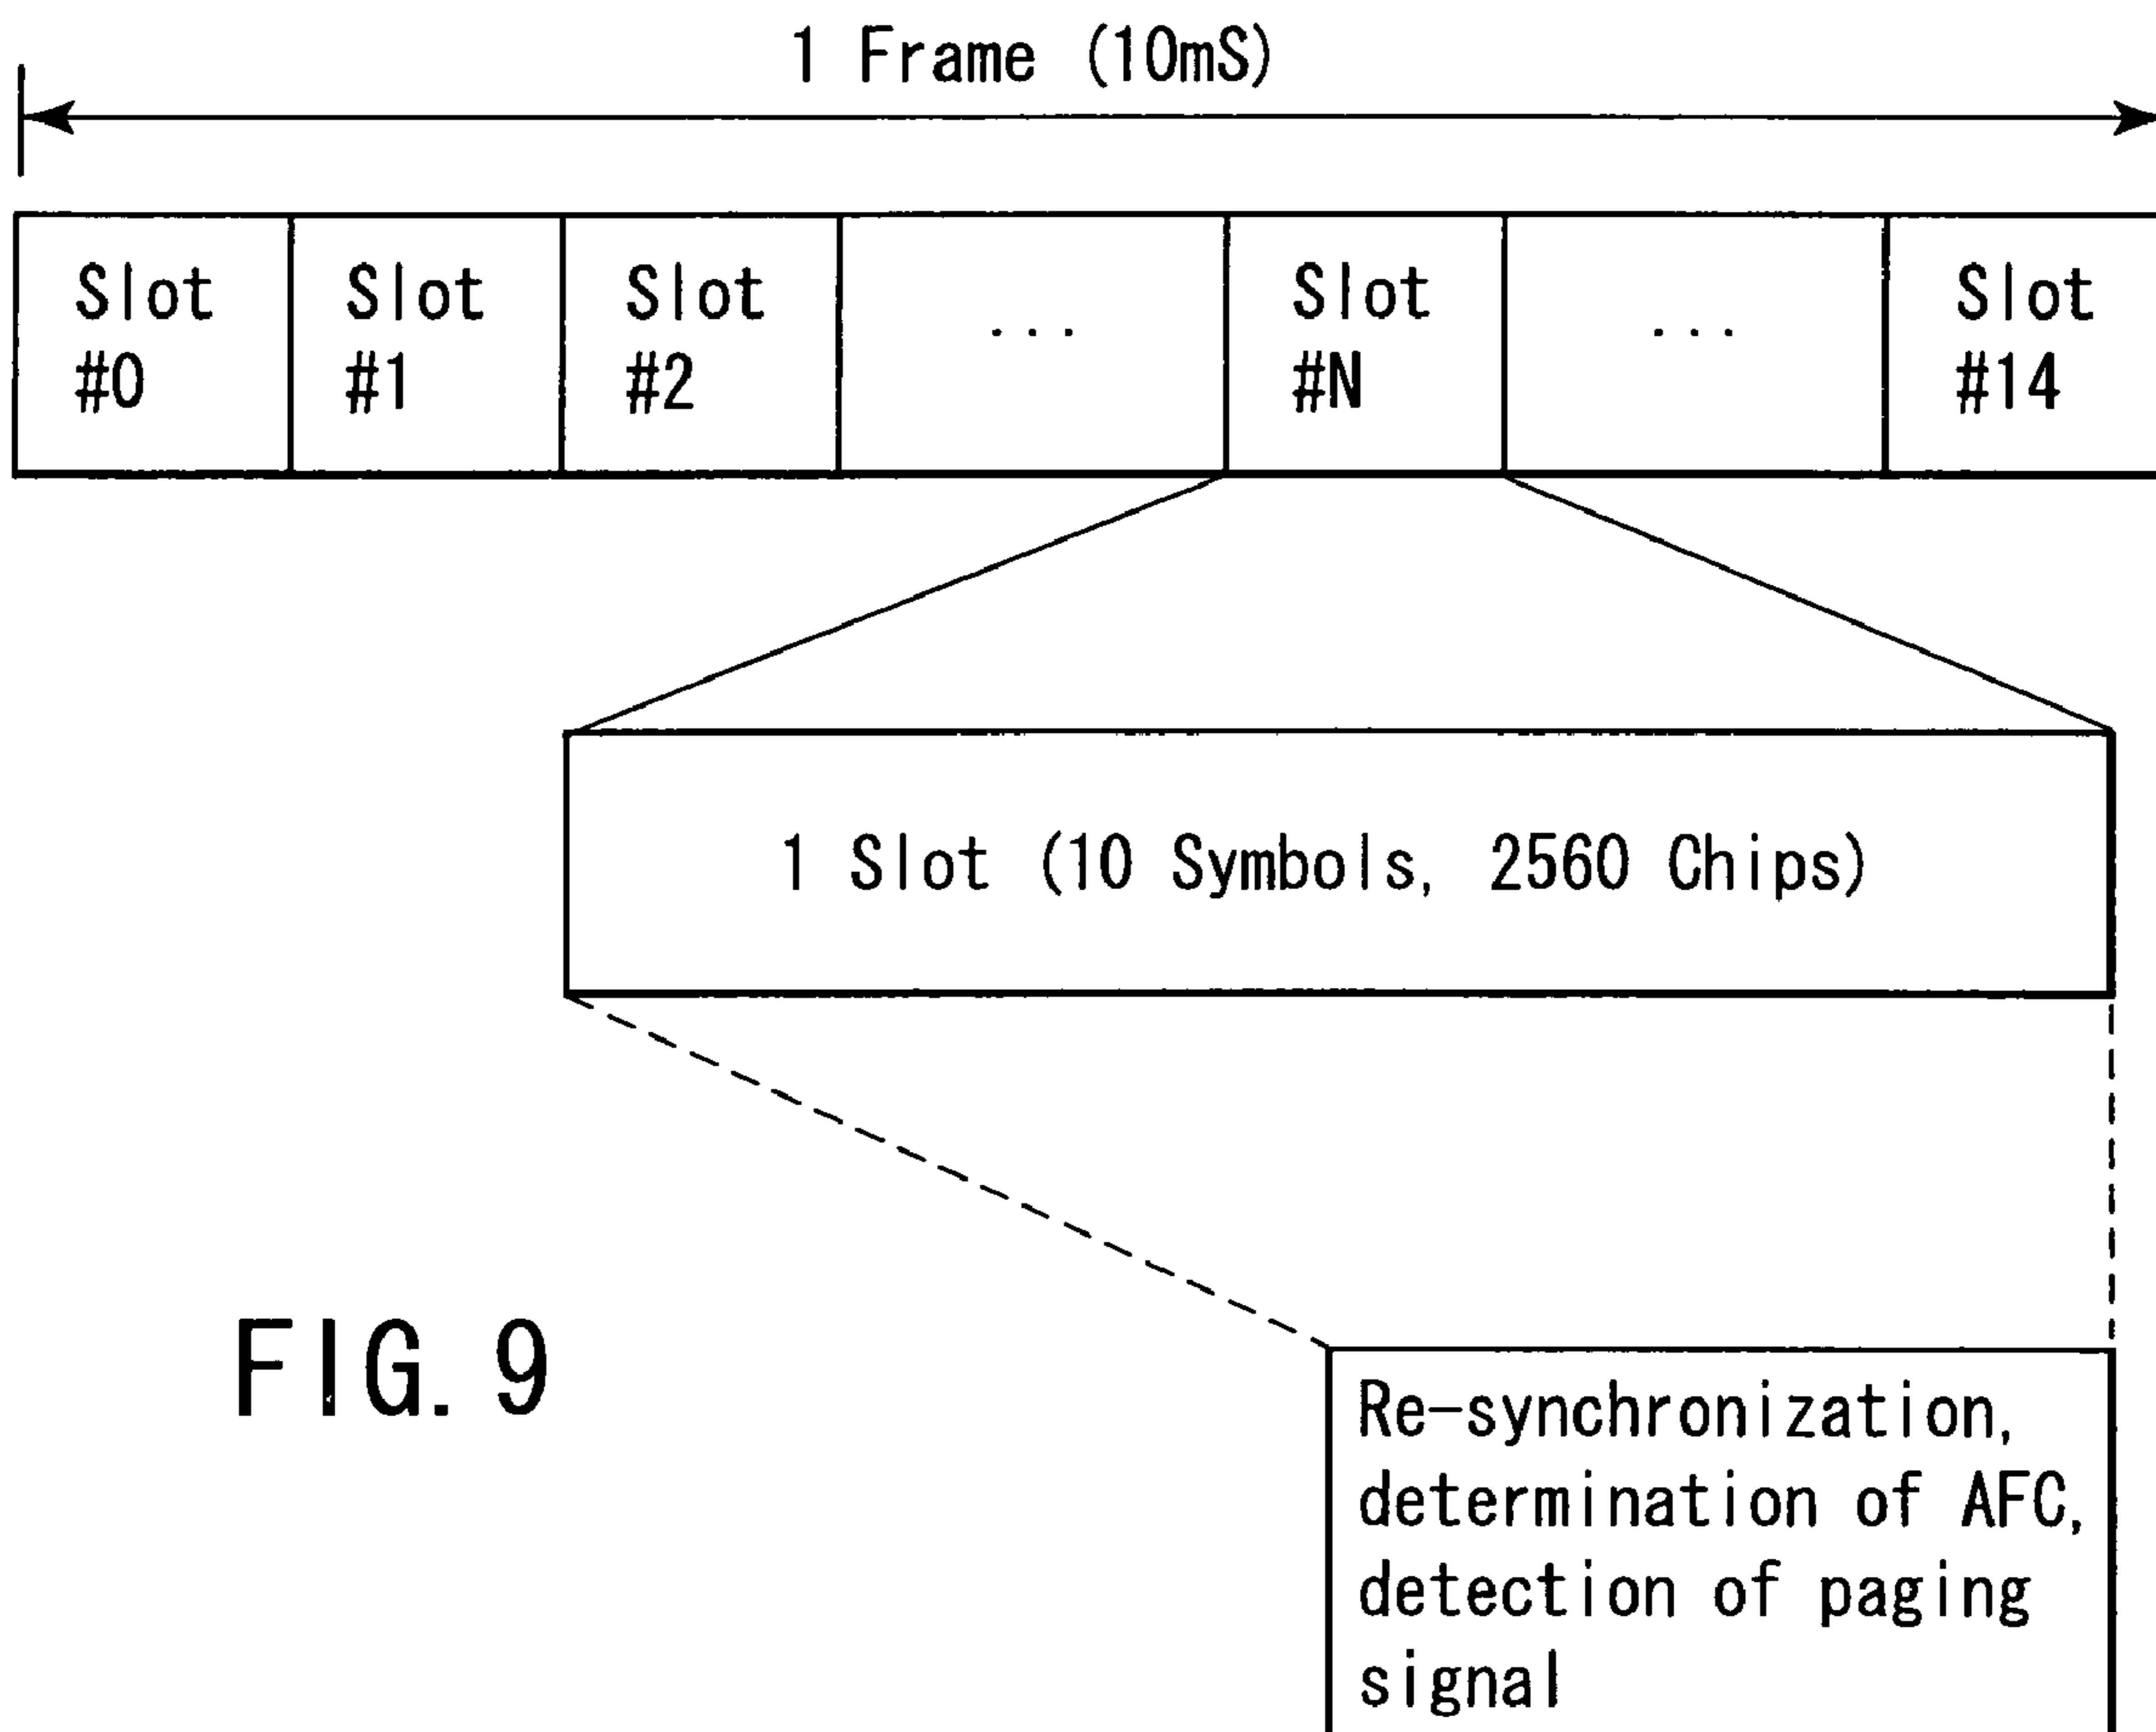 1 Frame (10mS)
Slot #0
Slot #1
Slot #2
...
Slot #N
...
Slot #14
1 Slot (10 Symbols, 2560 Chips)
FIG. 9
Re-synchronization,
determination of AFC,
detection of paging
signal